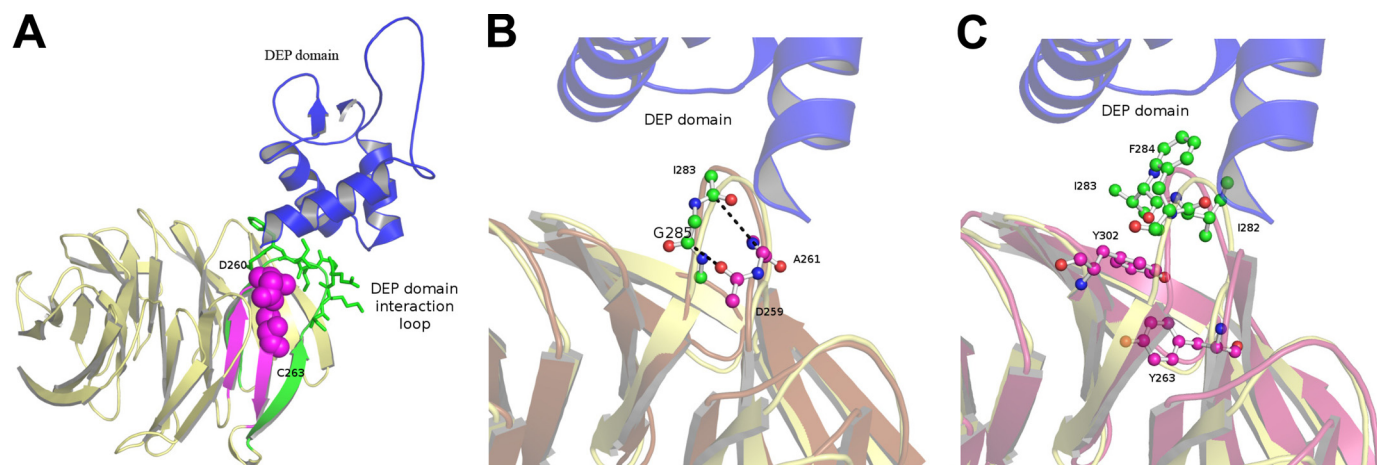 A
DEP domain
D260
DEP domain
interaction
loop
C263
B
DEP domain
I283
G285
A261
D259
C
DEP domain
F284
I283
I282
Y302
Y263